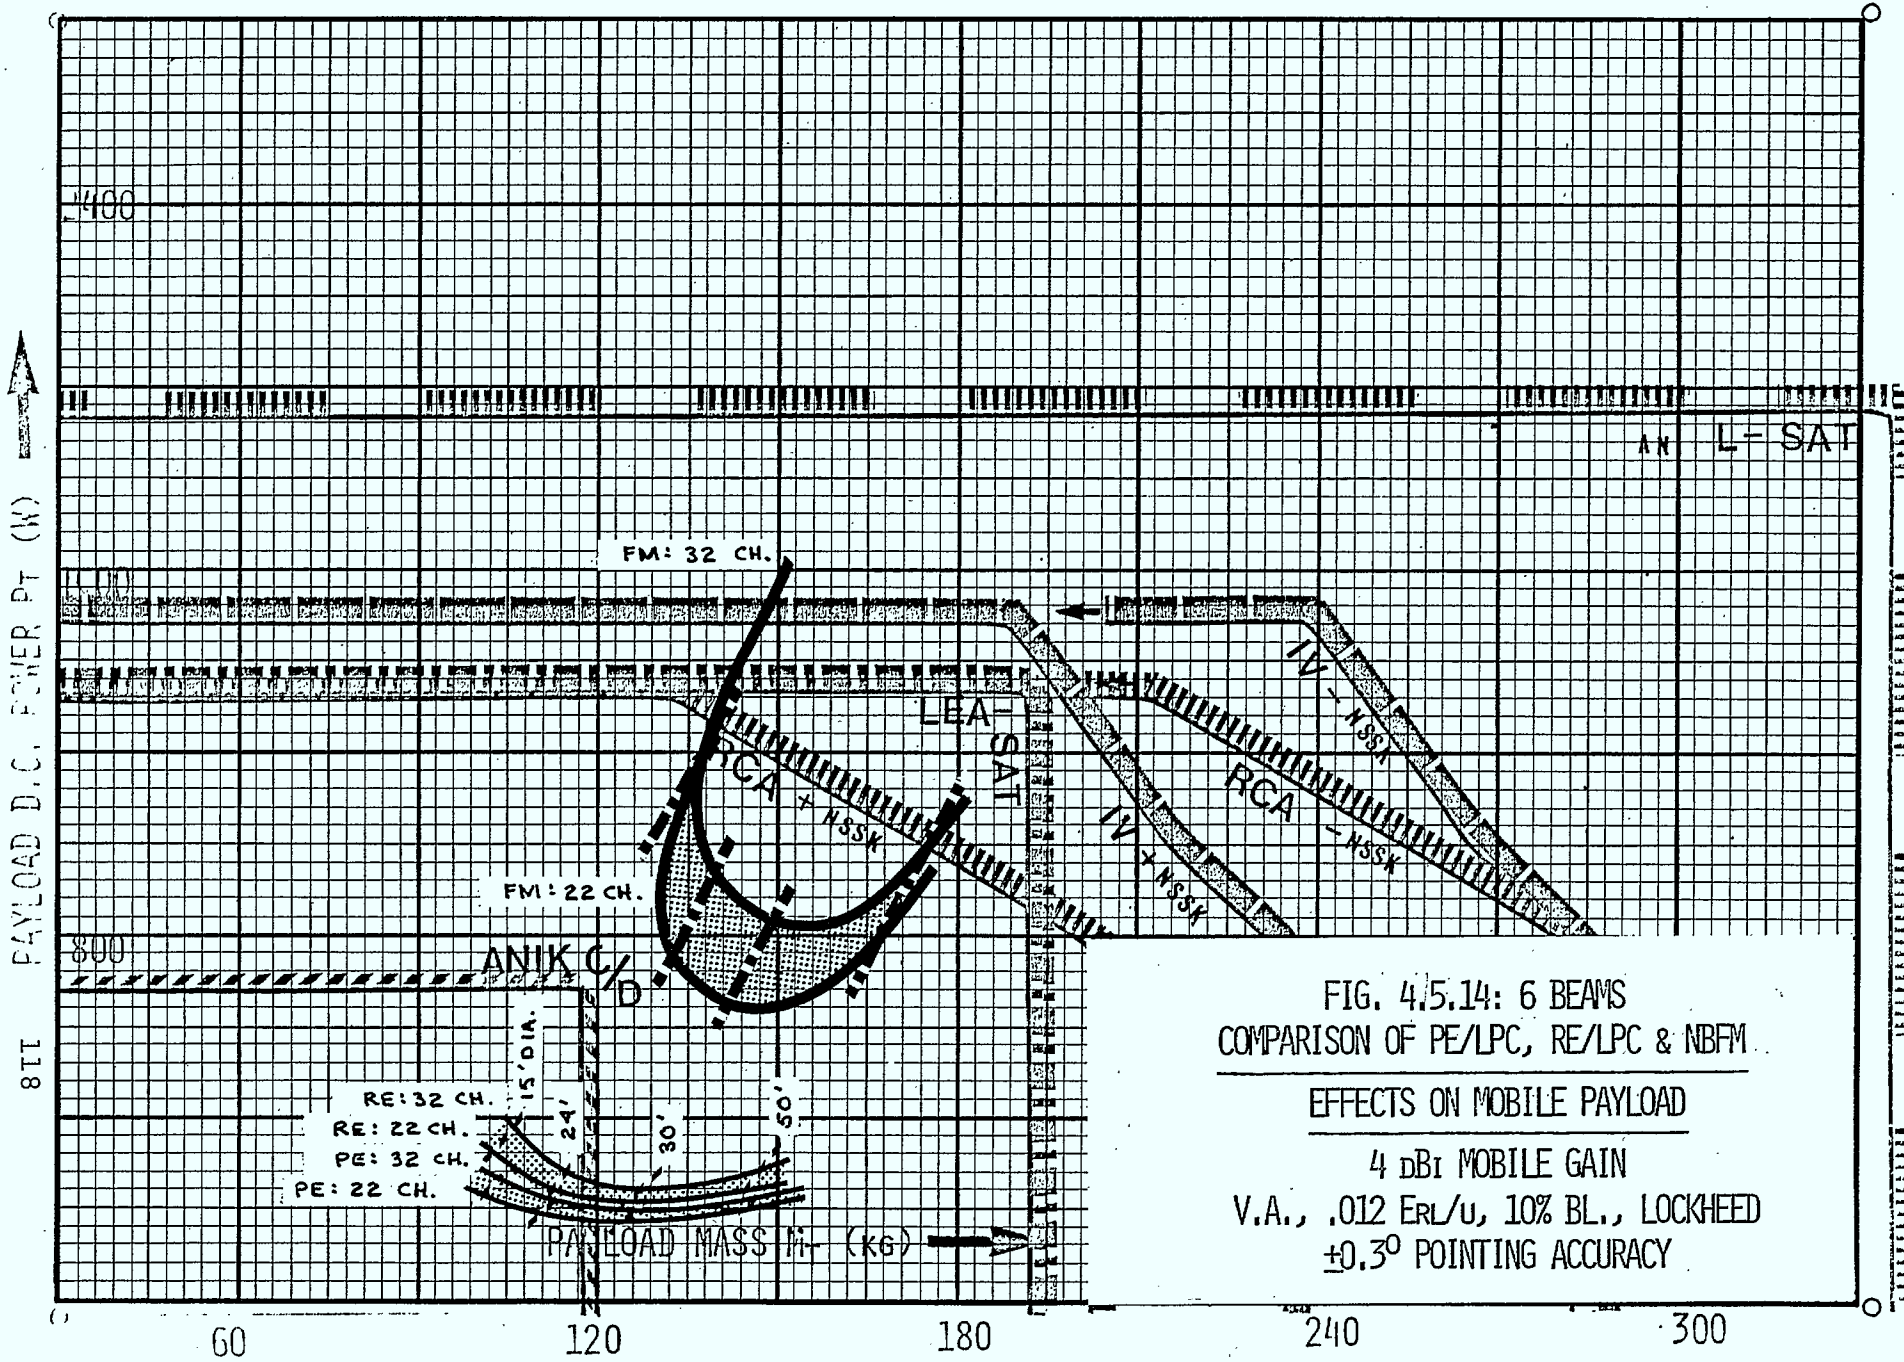 1400
L-SAT
PAYLOAD D.C. POWER PT (W)
FM: 32 CH.
IV -NSSK
LEA-SAT
RCA + NSSK
RCA -NSSK
IV + NSSK
FM: 22 CH.
800
ANIK C/D
15' DIA.
24'
30'
50'
RE: 32 CH.
RE: 22 CH.
PE: 32 CH.
PE: 22 CH.
PAYLOAD MASS (KG)
FIG. 4.5.14: 6 BEAMS
COMPARISON OF PE/LPC, RE/LPC & NBFM
EFFECTS ON MOBILE PAYLOAD
4 DBI MOBILE GAIN
V.A., .012 ERL/U, 10% BL., LOCKHEED
±0.3° POINTING ACCURACY
811
60 120 180 240 300